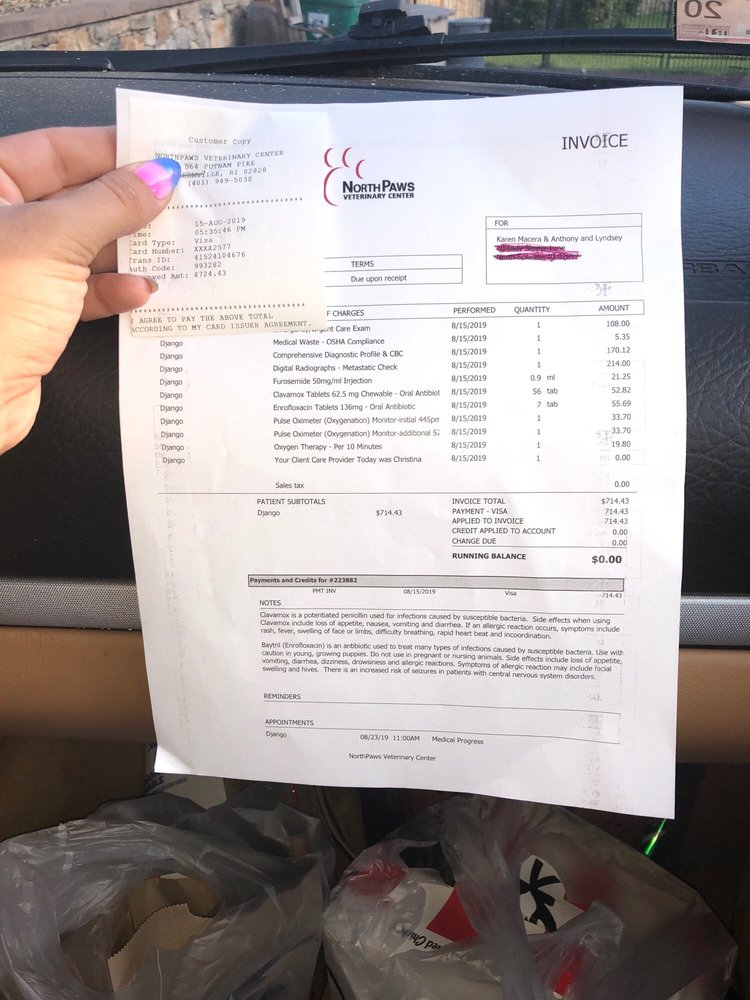 20
Customer Copy
NORTHPAWS VETERINARY CENTER
564 PUTNAM PIKE
RI 02828
(401) 949-5030
15-AUG-2019
05:35:46 PM
Card Type: Visa
Card Number: XXXX2577
Trans ID: 41524104676
Auth Code: 993282
Amt: $724.43
I AGREE TO PAY THE ABOVE TOTAL
ACCORDING TO MY CARD ISSUER AGREEMENT.
NORTHPAWS
VETERINARY CENTER
INVOICE
FOR
Karen Macera & Anthony and Lyndsey
TERMS
Due upon receipt
OF CHARGES PERFORMED QUANTITY AMOUNT
Care Exam 8/15/2019 1 108.00
Django Medical Waste - OSHA Compliance 8/15/2019 1 5.35
Django Comprehensive Diagnostic Profile & CBC 8/15/2019 1 170.12
Django Digital Radiographs - Metastatic Check 8/15/2019 1 214.00
Django Furosemide 50mg/ml Injection 8/15/2019 0.9 ml 21.25
Django Clavamox Tablets 62.5 mg Chewable - Oral Antibiot 8/15/2019 56 tab 52.82
Django Enrofloxacin Tablets 136mg - Oral Antibiotic 8/15/2019 7 tab 55.69
Django Pulse Oximeter (Oxygenation) Monitor-initial 445pm 8/15/2019 1 33.70
Django Pulse Oximeter (Oxygenation) Monitor-additional 8/15/2019 1 33.70
Django Oxygen Therapy - Per 10 Minutes 8/15/2019 1 19.80
Django Your Client Care Provider Today was Christina 8/15/2019 1 0.00
Sales tax 0.00
PATIENT SUBTOTALS INVOICE TOTAL $714.43
Django $714.43 PAYMENT - VISA 714.43
APPLIED TO INVOICE 714.43
CREDIT APPLIED TO ACCOUNT 0.00
CHANGE DUE 0.00
RUNNING BALANCE $0.00
Payments and Credits for #223882
PMT INV 08/15/2019 Visa -714.43
NOTES
Clavamox is a potentiated penicillin used for infections caused by susceptible bacteria. Side effects when using
Clavamox include loss of appetite, nausea, vomiting and diarrhea. If an allergic reaction occurs, symptoms include
rash, fever, swelling of face or limbs, difficulty breathing, rapid heart beat and incoordination.
Baytril (Enrofloxacin) is an antibiotic used to treat many types of infections caused by susceptible bacteria. Use with
caution in young, growing puppies. Do not use in pregnant or nursing animals. Side effects include loss of appetite,
vomiting, diarrhea, dizziness, drowsiness and allergic reactions. Symptoms of allergic reaction may include facial
swelling and hives. There is an increased risk of seizures in patients with central nervous system disorders.
REMINDERS
APPOINTMENTS
Django 08/23/19 11:00AM Medical Progress
NorthPaws Veterinary Center